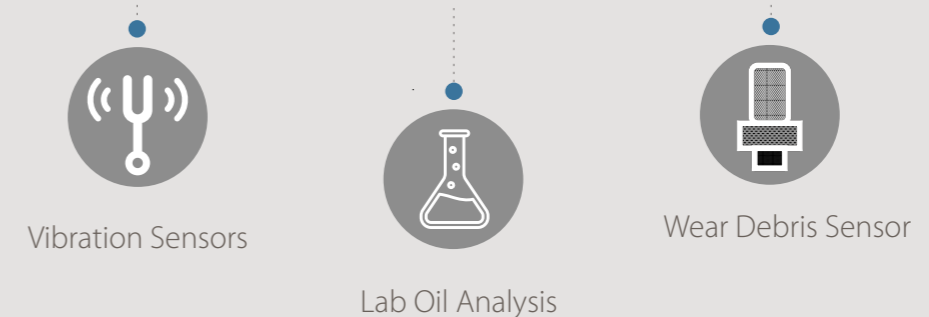 Vibration Sensors
Lab Oil Analysis
Wear Debris Sensor